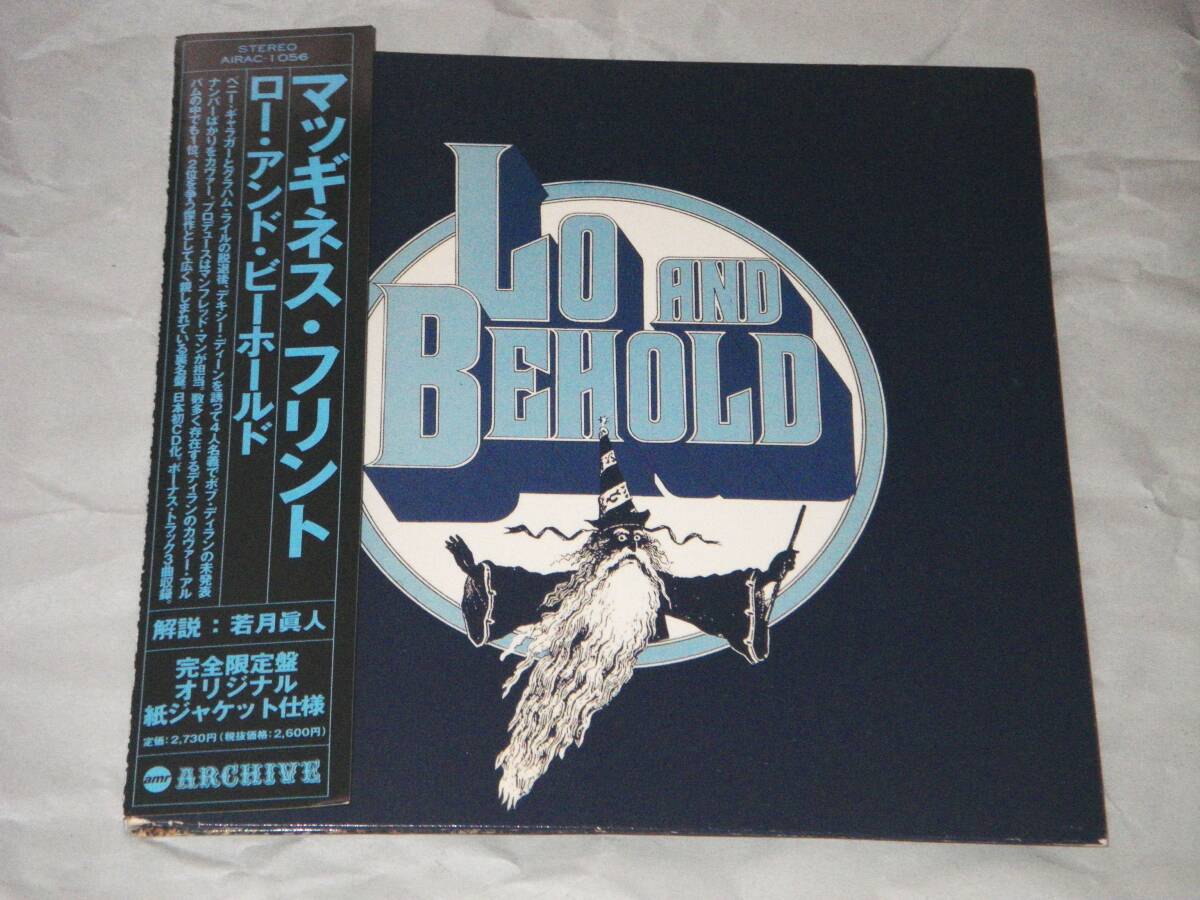 STEREO
AIRAC-1056
マッギネス・フリント
ロー・アンド・ビーホールド
ベニー・ギャラガーとグラハム・ライルの脱退後、デキシー・ディーンを誘って4人名義でボブ・ディランの未発表
ナンバーばかりをカヴァー。プロデュースはマンフレッド・マンが担当。数多く存在するディランのカヴァー・アル
バムの中でも1位、2位を争う傑作として広く親しまれている英名盤。日本初CD化。ボーナス・トラック3曲収録。
解説：若月眞人
完全限定盤
オリジナル
紙ジャケット仕様
定価：2,730円（税抜価格：2,600円）
amr ARCHIVE
LO AND
BEHOLD